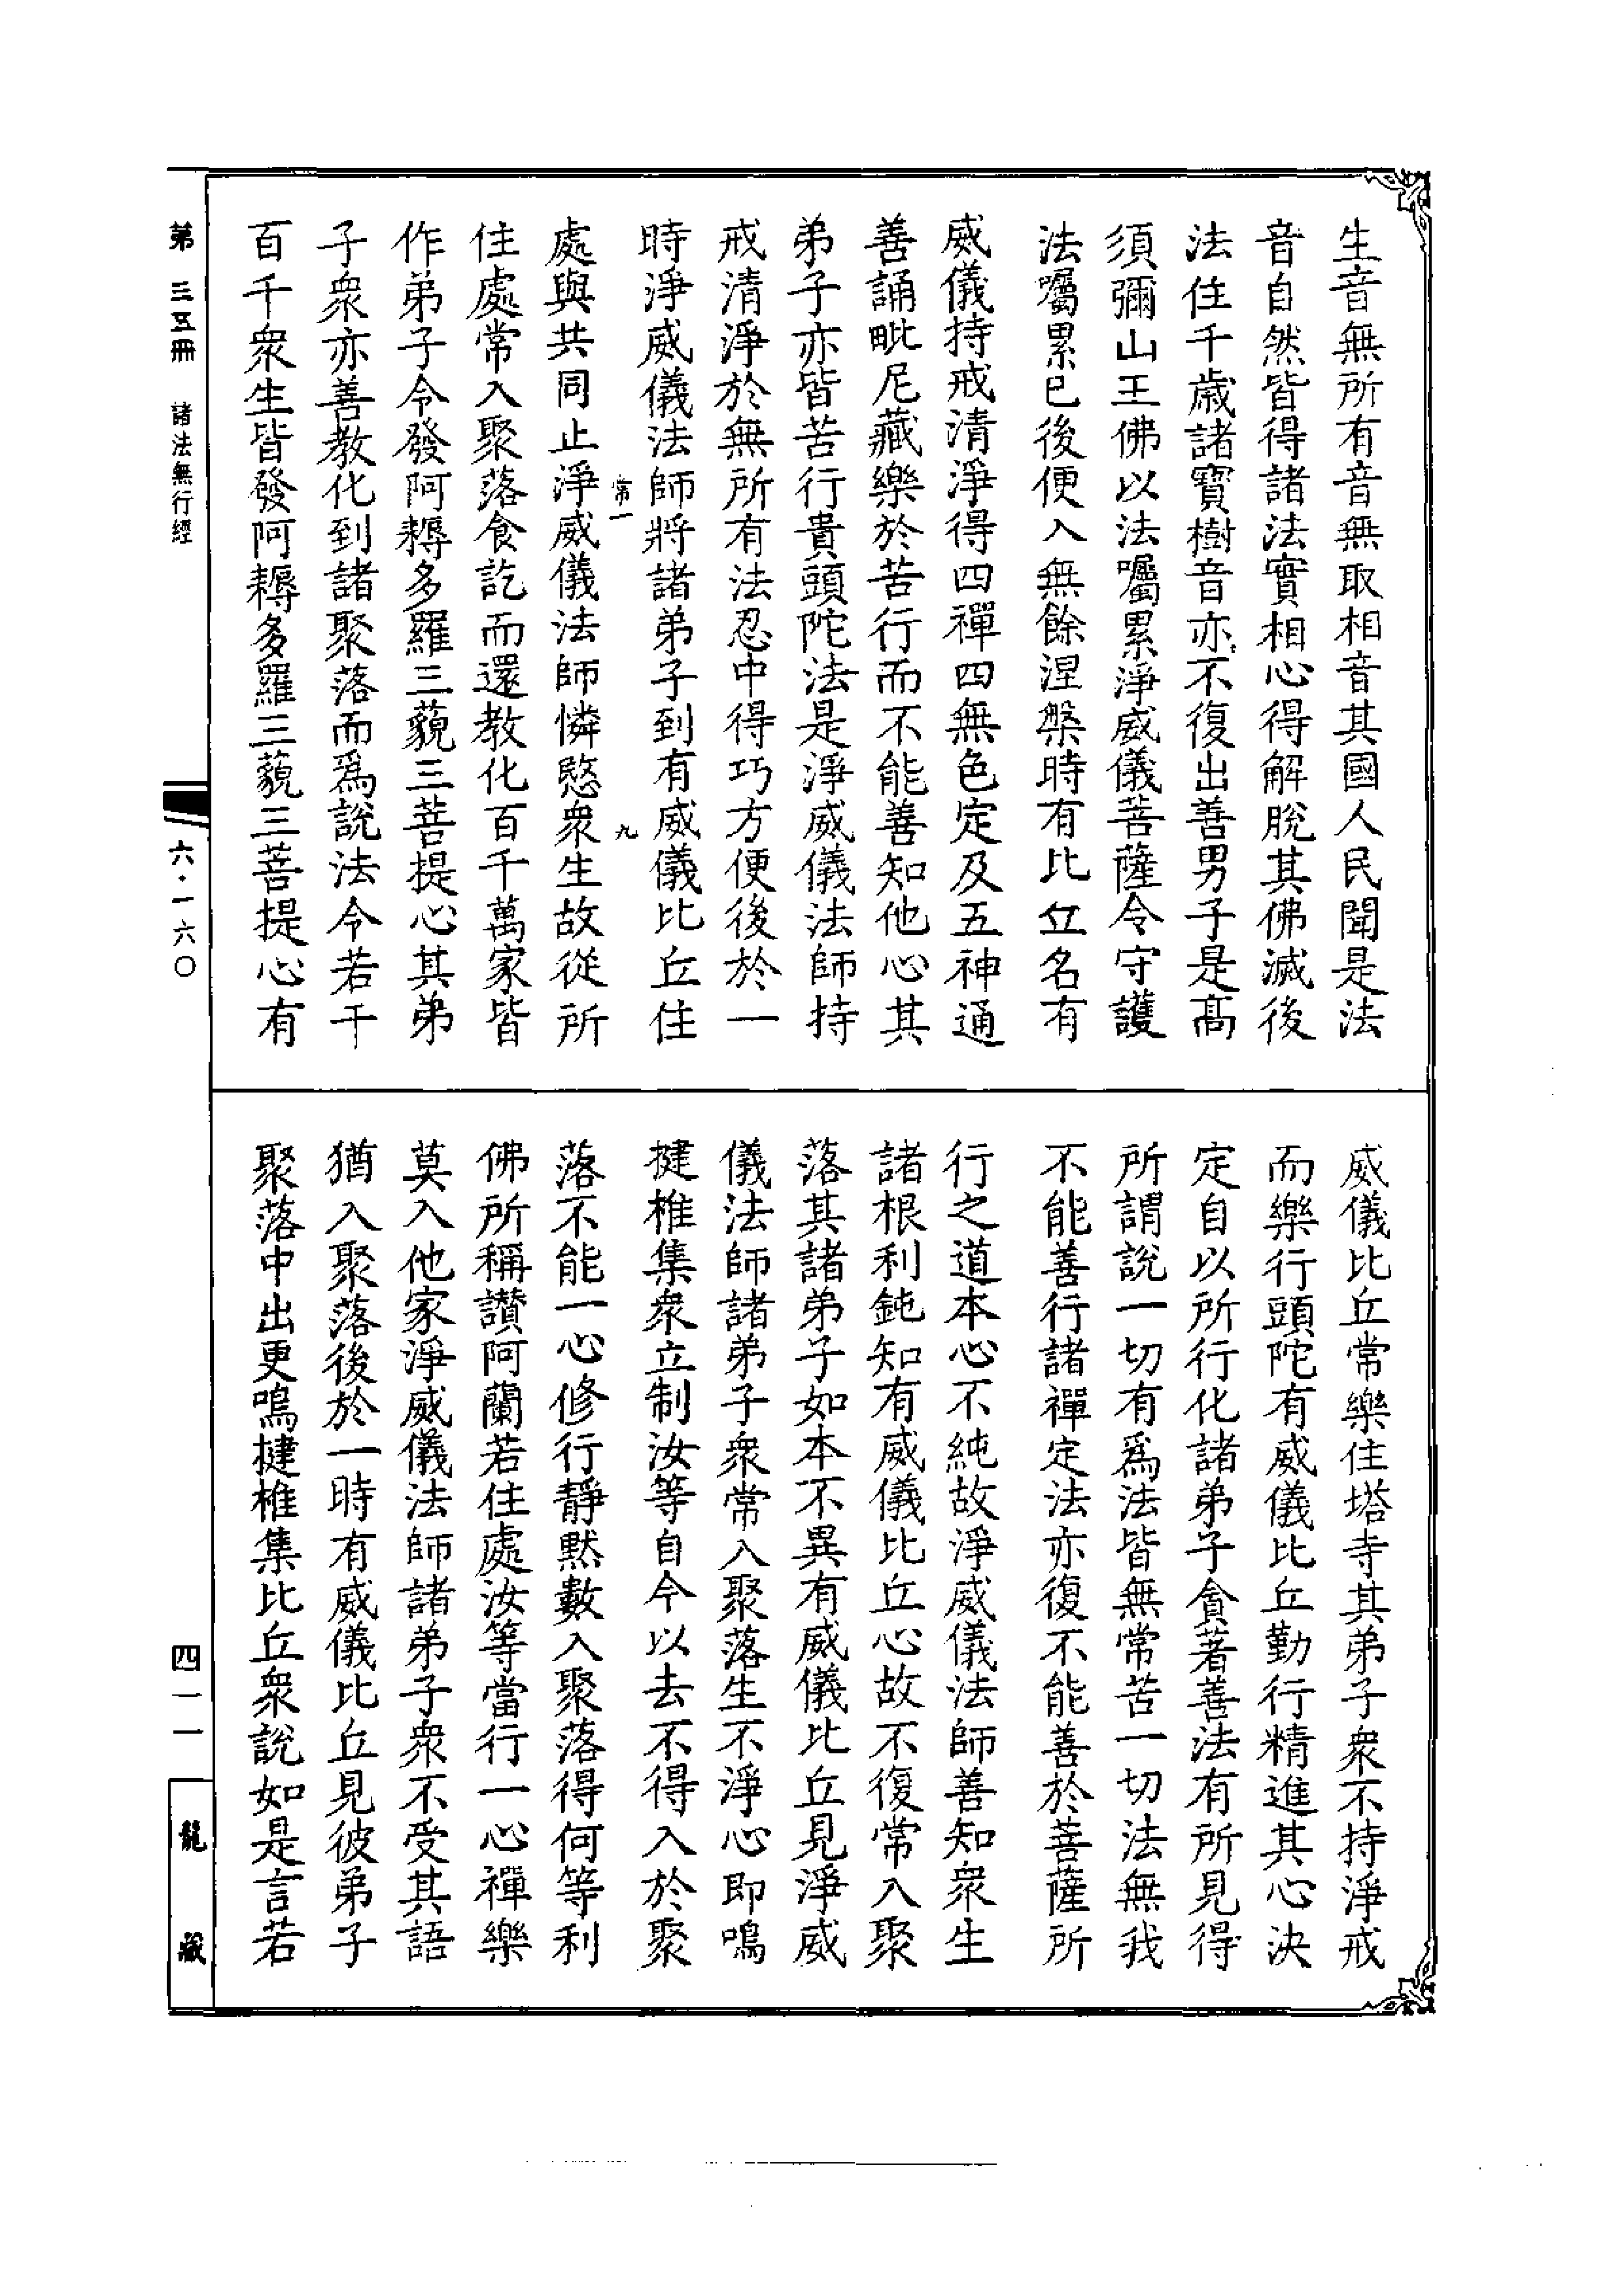 生音無所有音無取相音其國人民聞是法
音自然皆得諸法實相心得解脫其佛滅後
法住千歲諸寶樹音亦不復出善男子是髙
須彌山王佛以法囑累淨威儀菩薩令守護
法囑累已後便入無餘涅槃時有比丘名有
威儀持戒清淨得四禪四無色定及五神通
善誦毗尼藏樂於苦行而不能善知他心其
弟子亦皆苦行貴頭陀法是淨威儀法師持
戒清淨於無所有法忍中得巧方便後於一
時淨威儀法師將諸弟子到有威儀比丘住
常一
九
處與共同止淨威儀法師憐愍衆生故從所
住處常入聚落食訖而還教化百千萬家皆
作弟子令發阿耨多羅三藐三菩提心其弟
子衆亦善教化到諸聚落而爲說法令若干
百千衆生皆發阿耨多羅三藐三菩提心有
威儀比丘常樂住塔寺其弟子衆不持淨戒
而樂行頭陀有威儀比丘勤行精進其心決
定自以所行化諸弟子貪著善法有所見得
所謂說一切有爲法皆無常苦一切法無我
不能善行諸禪定法亦復不能善於菩薩所
行之道本心不純故淨威儀法師善知衆生
諸根利鈍知有威儀比丘心故不復常入聚
落其諸弟子如本不異有威儀比丘見淨威
儀法師諸弟子衆常入聚落生不淨心即鳴
揵椎集衆立制汝等自今以去不得入於聚
落不能一心修行靜默數入聚落得何等利
佛所稱讚阿蘭若住處汝等當行一心禪樂
莫入他家淨威儀法師諸弟子衆不受其語
猶入聚落後於一時有威儀比丘見彼弟子
聚落中出更鳴揵椎集比丘衆說如是言若
第三五冊 諸法無行經
六·一六〇
四一一
龍藏